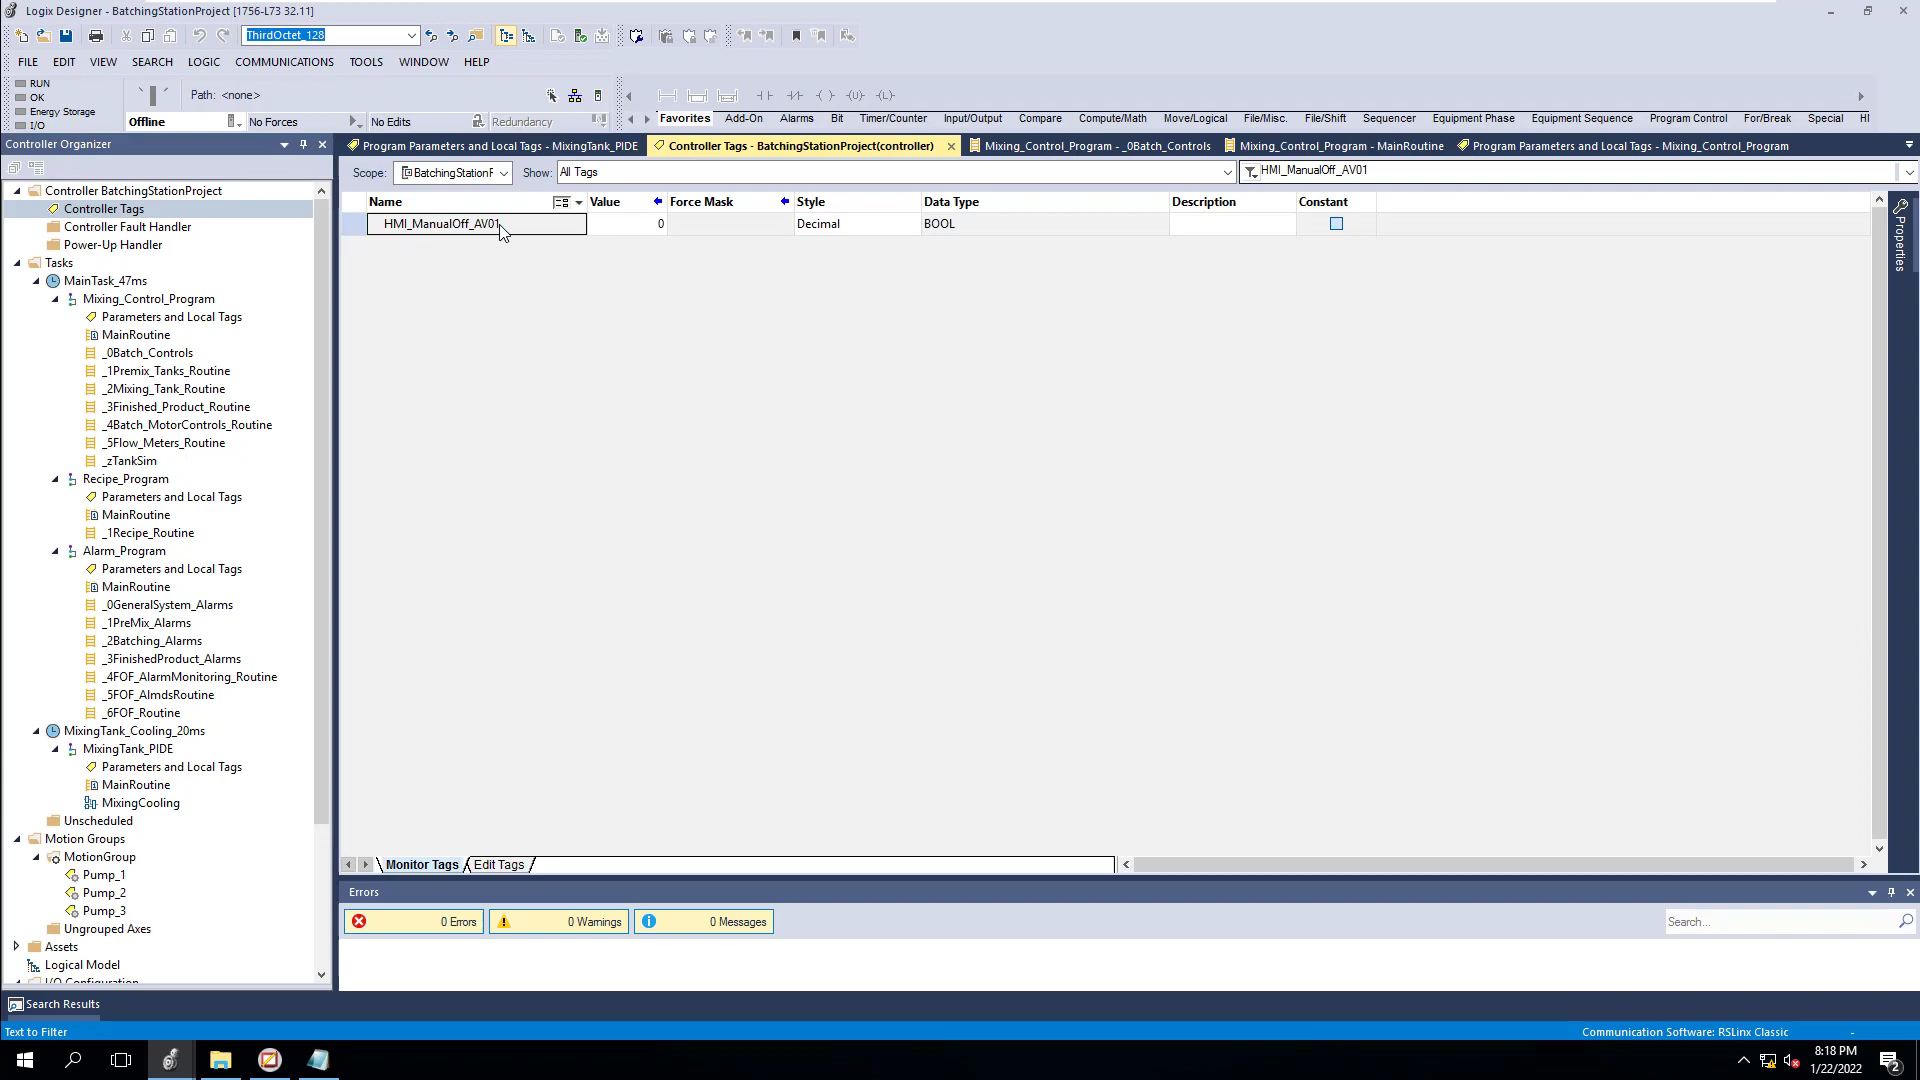 Logix Designer - BatchingStationProject [1756-L73 32.11]
ThirdOctet_128
FILE EDIT VIEW SEARCH LOGIC COMMUNICATIONS TOOLS WINDOW HELP
RUN
OK
Energy Storage
I/O
Path: <none>
Offline No Forces No Edits Redundancy
Favorites Add-On Alarms Bit Timer/Counter Input/Output Compare Compute/Math Move/Logical File/Misc. File/Shift Sequencer Equipment Phase Equipment Sequence Program Control For/Break Special HI
Controller Organizer
Program Parameters and Local Tags - MixingTank_PIDE Controller Tags - BatchingStationProject(controller) Mixing_Control_Program - _0Batch_Controls Mixing_Control_Program - MainRoutine Program Parameters and Local Tags - Mixing_Control_Program
Scope: BatchingStationF Show: All Tags HMI_ManualOff_AV01
Name Value Force Mask Style Data Type Description Constant
HMI_ManualOff_AV01 0 Decimal BOOL
Properties
Controller BatchingStationProject
Controller Tags
Controller Fault Handler
Power-Up Handler
Tasks
MainTask_47ms
Mixing_Control_Program
Parameters and Local Tags
MainRoutine
_0Batch_Controls
_1Premix_Tanks_Routine
_2Mixing_Tank_Routine
_3Finished_Product_Routine
_4Batch_MotorControls_Routine
_5Flow_Meters_Routine
_zTankSim
Recipe_Program
Parameters and Local Tags
MainRoutine
_1Recipe_Routine
Alarm_Program
Parameters and Local Tags
MainRoutine
_0GeneralSystem_Alarms
_1PreMix_Alarms
_2Batching_Alarms
_3FinishedProduct_Alarms
_4FOF_AlarmMonitoring_Routine
_5FOF_AlmdsRoutine
_6FOF_Routine
MixingTank_Cooling_20ms
MixingTank_PIDE
Parameters and Local Tags
MainRoutine
MixingCooling
Unscheduled
Motion Groups
MotionGroup
Pump_1
Pump_2
Pump_3
Ungrouped Axes
Assets
Logical Model
I/O Configuration
Monitor Tags Edit Tags
Errors
0 Errors 0 Warnings 0 Messages Search...
Search Results
Text to Filter Communication Software: RSLinx Classic
8:18 PM
1/22/2022
2